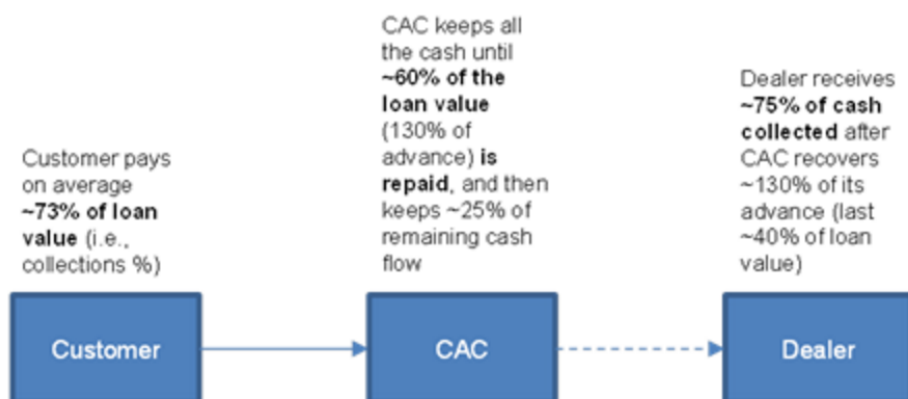 Customer pays
on average
~73% of loan
value (i.e.,
collections %)
CAC keeps all
the cash until
~60% of the
loan value
(130% of
advance) is
repaid, and then
keeps ~25% of
remaining cash
flow
Dealer receives
~75% of cash
collected after
CAC recovers
~130% of its
advance (last
~40% of loan
value)
Customer
CAC
Dealer